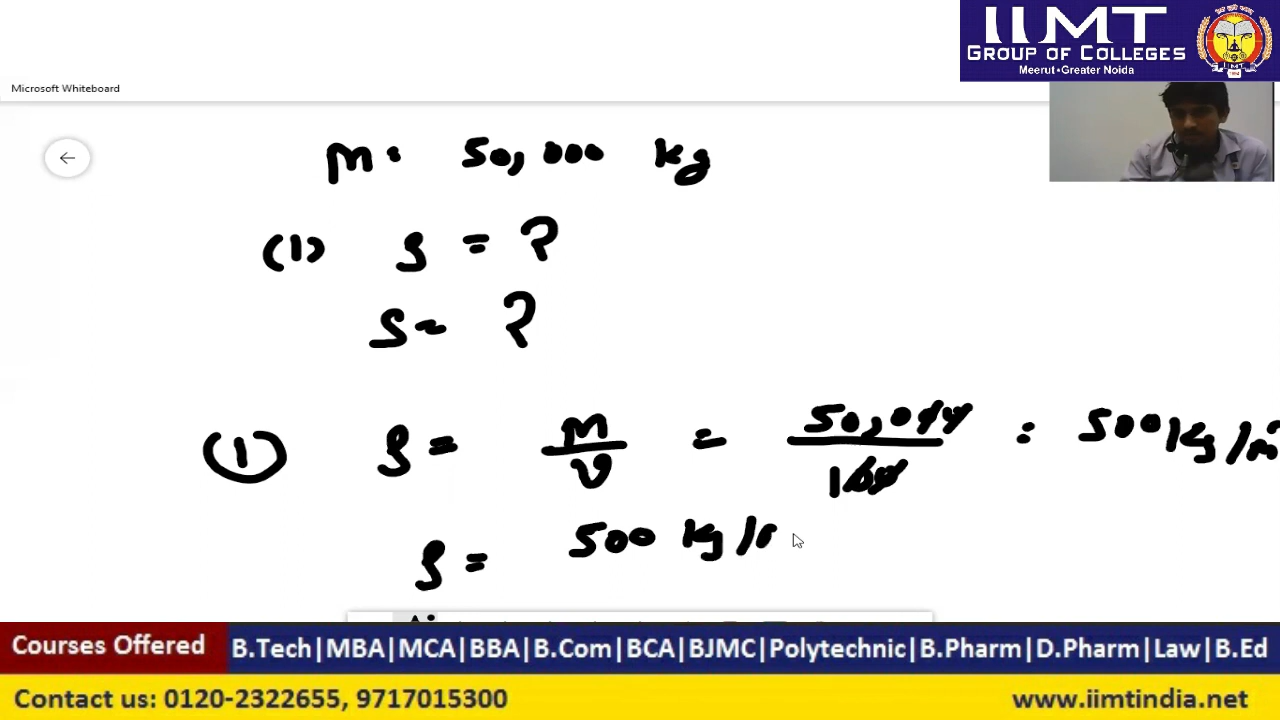 IIMT
GROUP OF COLLEGES
Meerut•Greater Noida
Microsoft Whiteboard
m = 50,000 kg
(1) ρ = ?
S = ?
(1) ρ = m/V = 50,000/100 = 500 kg/m
ρ = 500 kg/
Courses Offered
B.Tech|MBA|MCA|BBA|B.Com|BCA|BJMC|Polytechnic|B.Pharm|D.Pharm|Law|B.Ed
Contact us: 0120-2322655, 9717015300
www.iimtindia.net